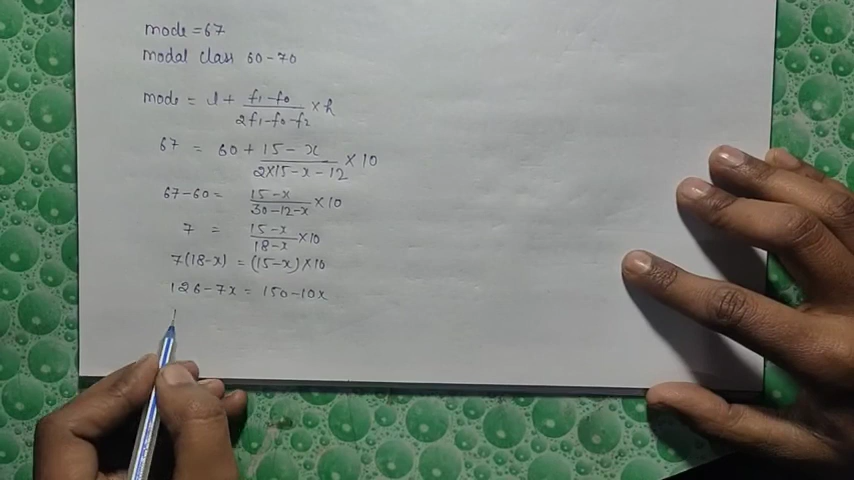 mode = 67
modal class 60-70
mode = l + (f₁-f₀)/(2f₁-f₀-f₂) × h
67 = 60 + (15-x)/(2×15-x-12) × 10
67-60 = (15-x)/(30-12-x) × 10
7 = (15-x)/(18-x) × 10
7(18-x) = (15-x)×10
126-7x = 150-10x